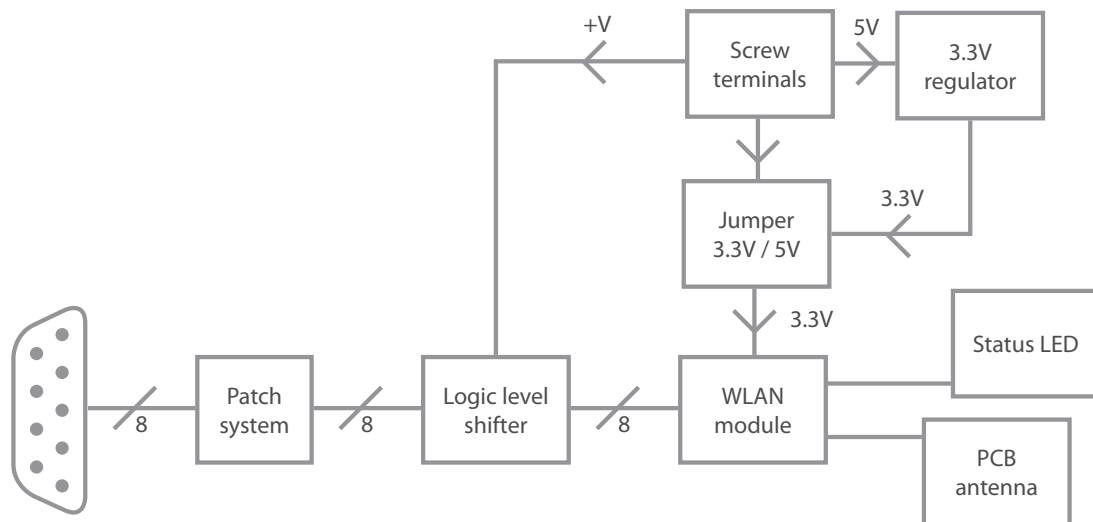 +V
Screw
terminals
5V
3.3V
regulator
3.3V
Jumper
3.3V / 5V
3.3V
Status LED
8
Patch
system
8
Logic level
shifter
8
WLAN
module
PCB
antenna